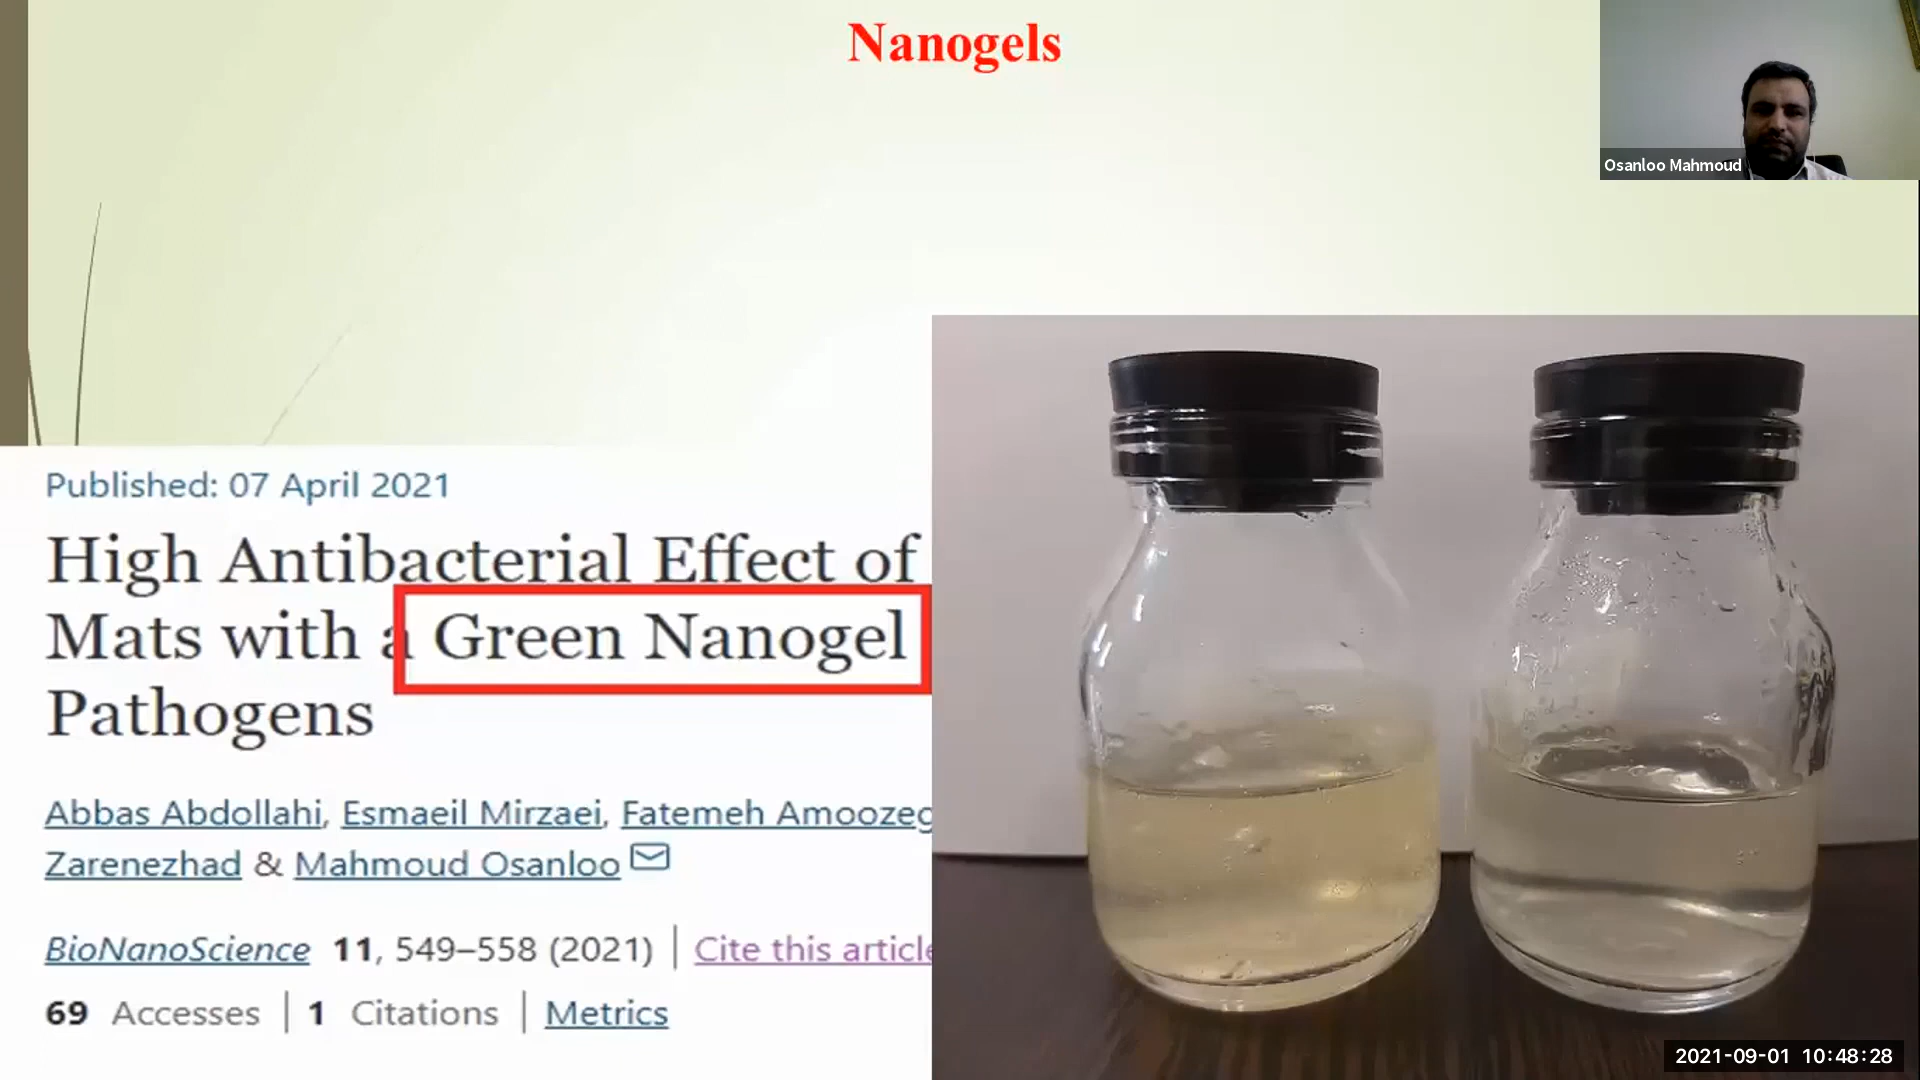 Nanogels
Osanloo Mahmoud
Published: 07 April 2021
High Antibacterial Effect of
Mats with a Green Nanogel
Pathogens
Abbas Abdollahi, Esmaeil Mirzaei, Fatemeh Amoozeg
Zarenezhad & Mahmoud Osanloo
BioNanoScience 11, 549–558 (2021) | Cite this article
69 Accesses | 1 Citations | Metrics
2021-09-01 10:48:28